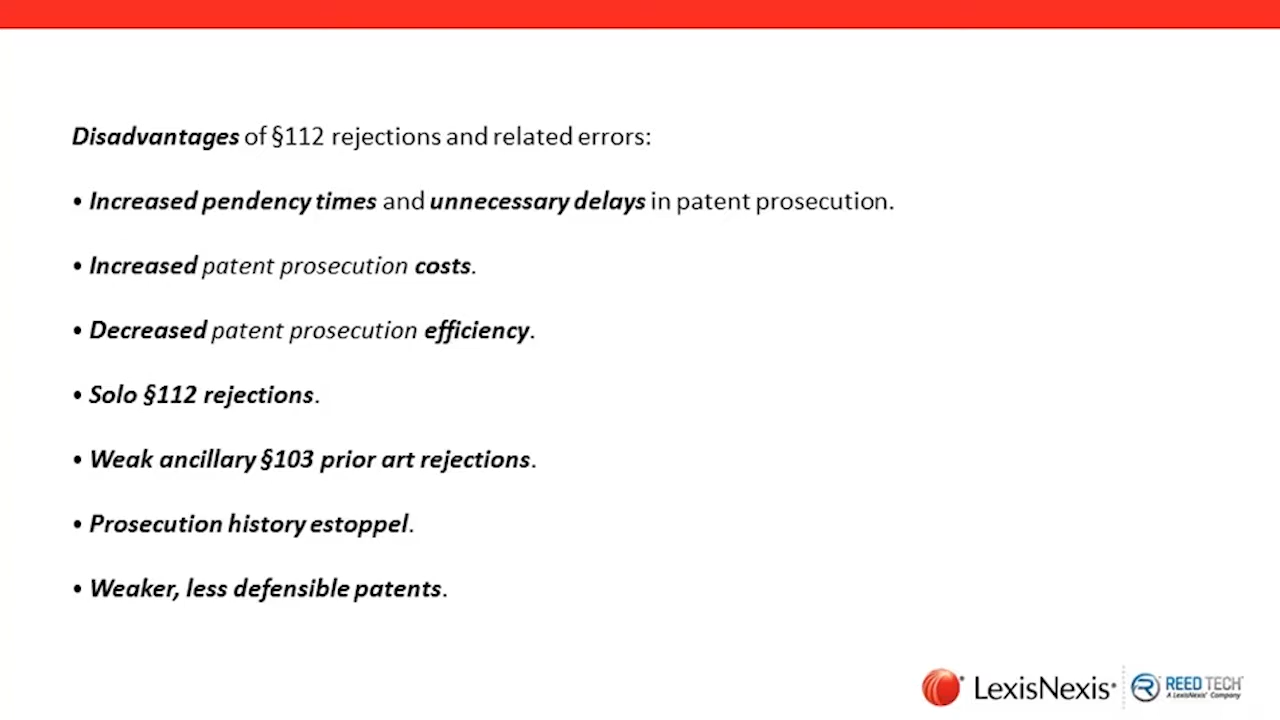 Disadvantages of §112 rejections and related errors:
• Increased pendency times and unnecessary delays in patent prosecution.
• Increased patent prosecution costs.
• Decreased patent prosecution efficiency.
• Solo §112 rejections.
• Weak ancillary §103 prior art rejections.
• Prosecution history estoppel.
• Weaker, less defensible patents.
LexisNexis®
REED TECH
A LexisNexis® Company